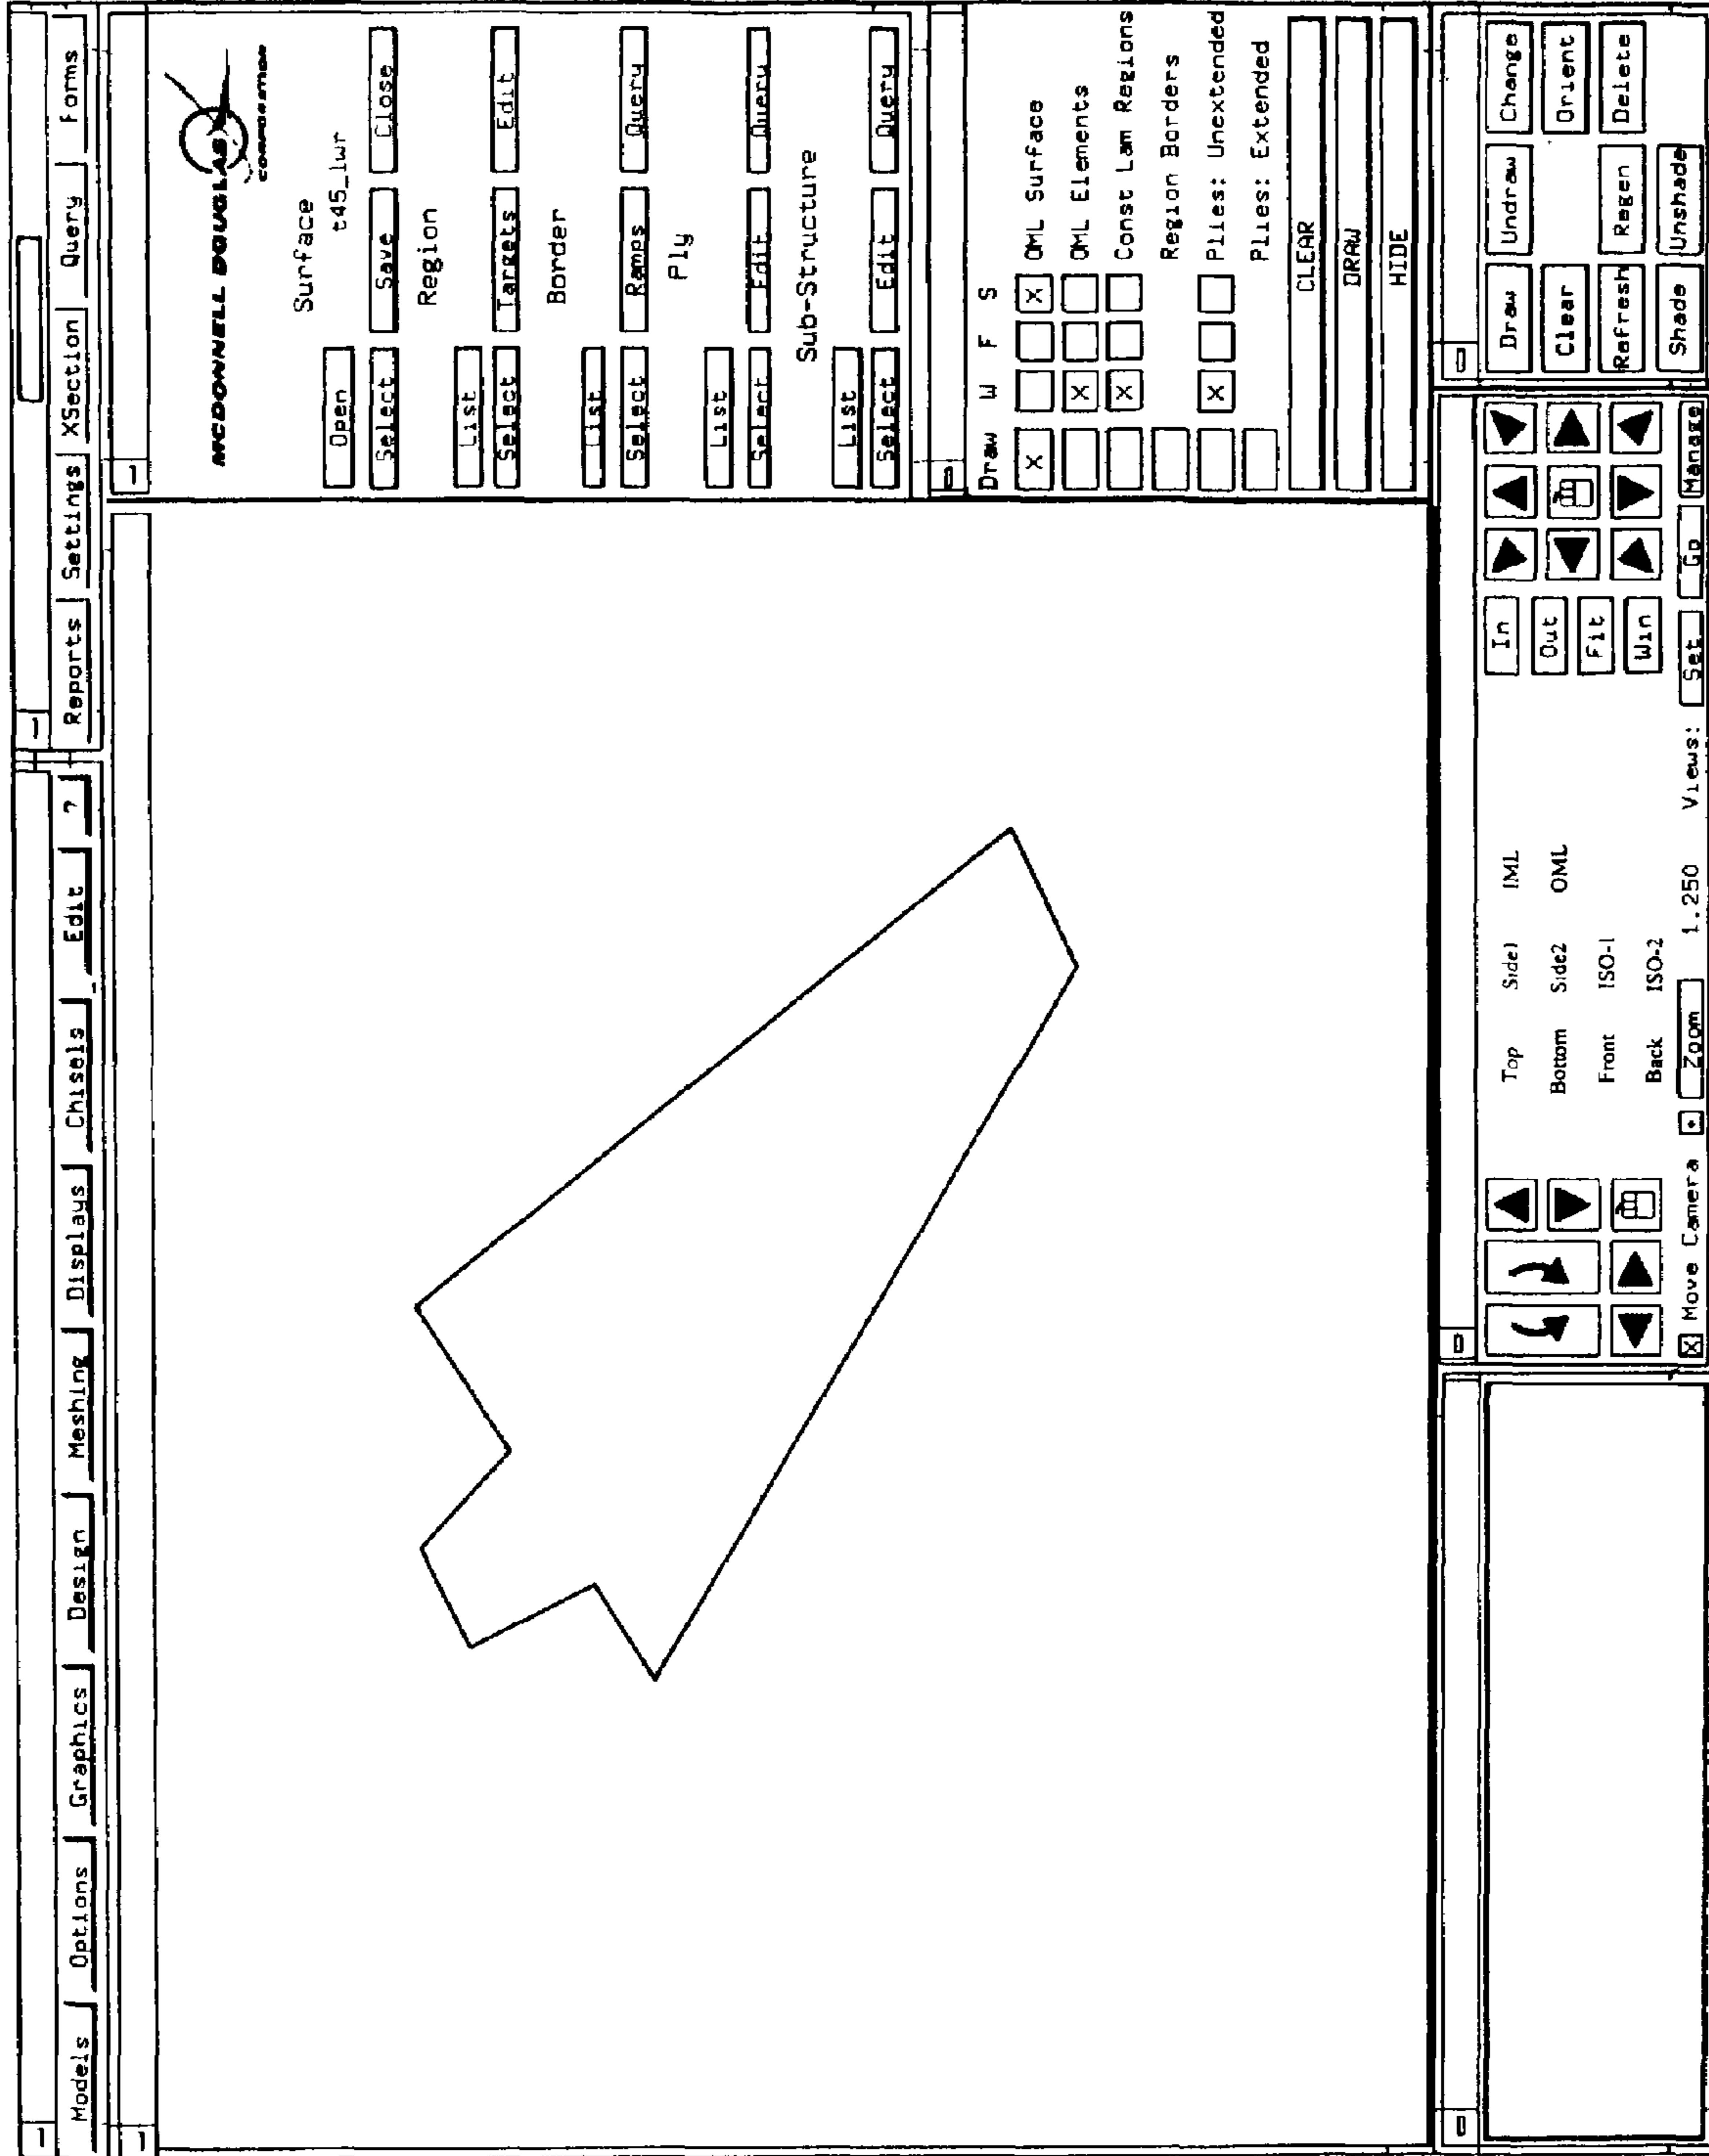 Models Options Graphics Design Meshing Displays Chisels Edit ?
Reports Settings XSection Query Forms
MCDONNELL DOUGLAS
CORPORATION
Surface
Open t45_lwr
Select Save Close
Region
List
Select Targets Edit
Border
List
Select Ramps Query
Ply
List
Select Edit Query
Sub-Structure
List
Select Edit Query
Draw W F S
X X OML Surface
X OML Elements
X Const Lam Regions
Region Borders
X Plies: Unextended
Plies: Extended
CLEAR
DRAW
HIDE
Top Side1 IML
Bottom Side2 OML
Front ISO-1
Back ISO-2
In
Out
Fit
Win
X Move Camera Zoom 1.250 Views: Set Go Manage
Draw Undraw Change
Clear Orient
Refresh Regen Delete
Shade Unshade